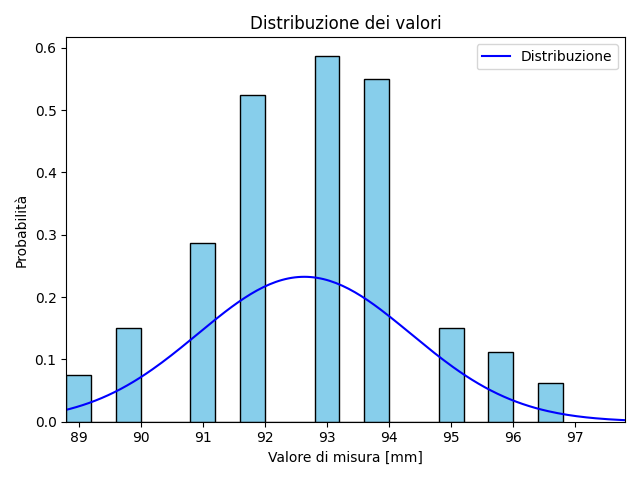 Distribuzione dei valori
Distribuzione
Probabilità
0.6
0.5
0.4
0.3
0.2
0.1
0.0
89 90 91 92 93 94 95 96 97
Valore di misura [mm]